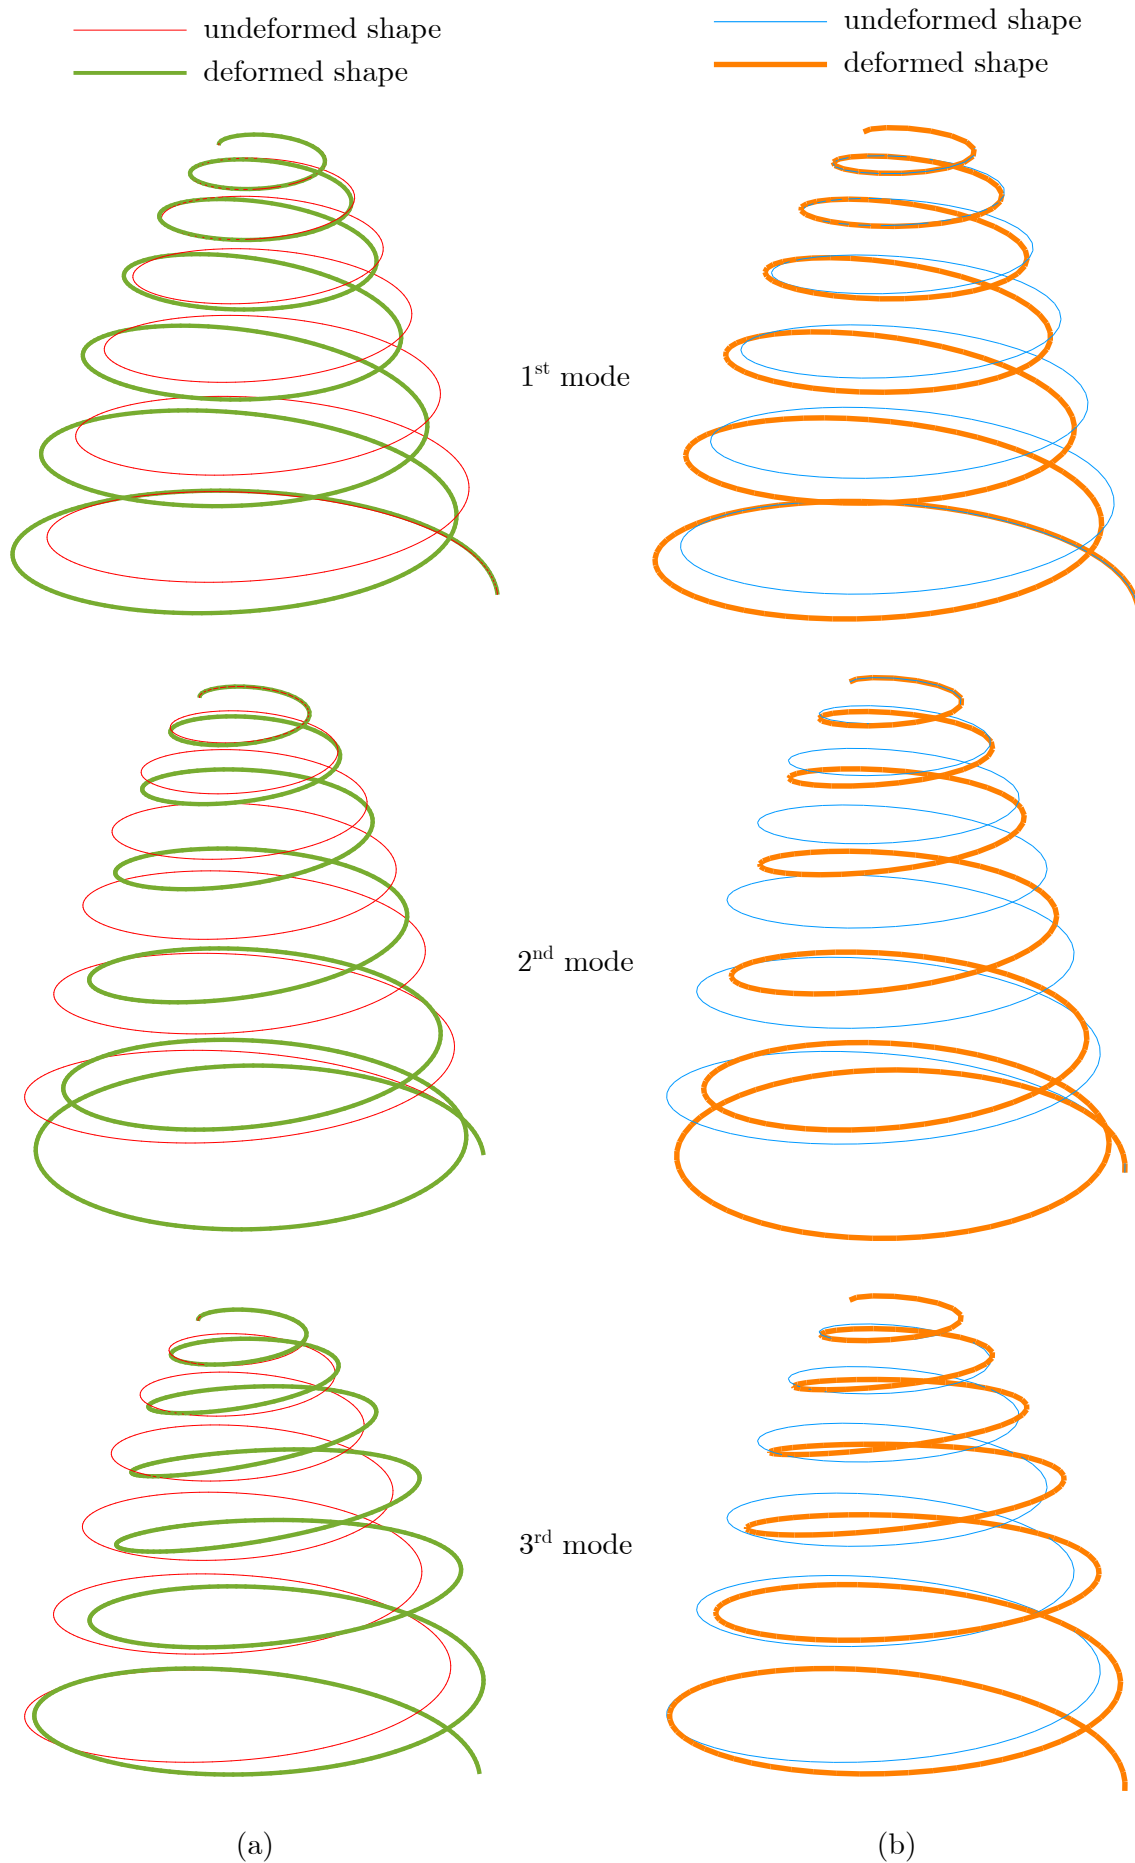 undeformed shape
deformed shape
undeformed shape
deformed shape
1st mode
2nd mode
3rd mode
(a)
(b)